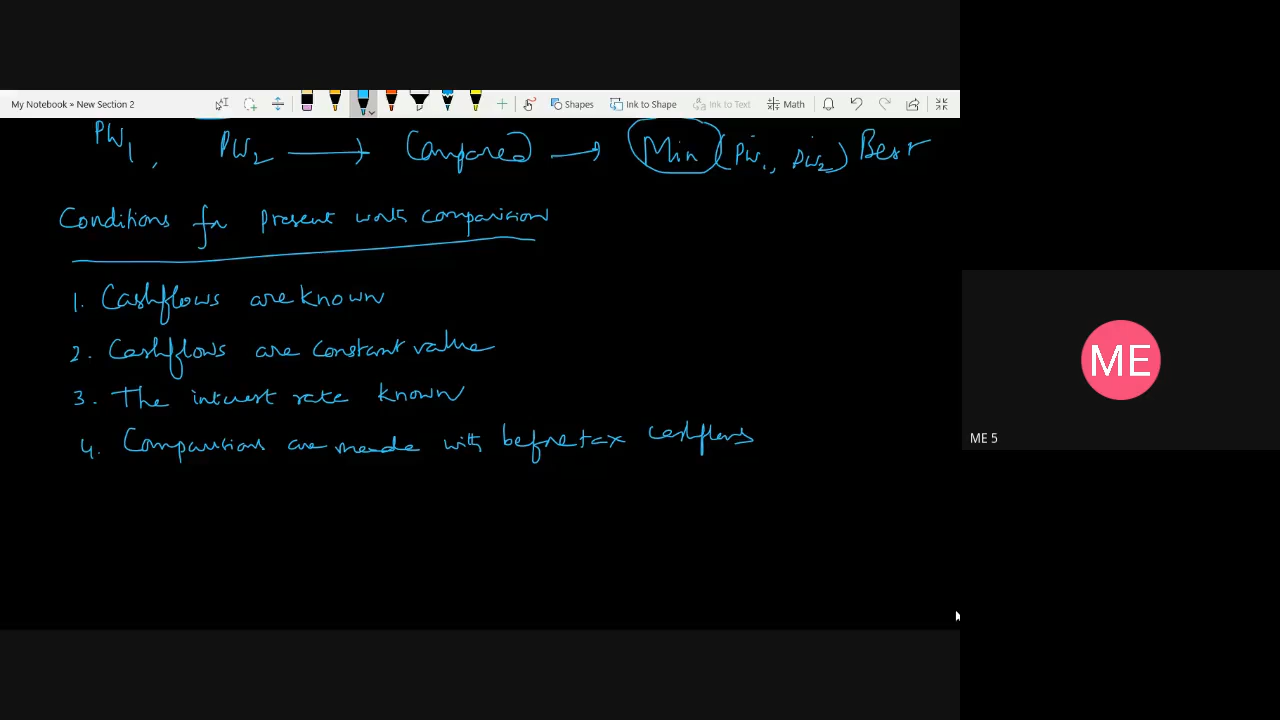 My Notebook » New Section 2
Shapes Ink to Shape Ink to Text Math
PW1, PW2 → Compared → Min (PW1, PW2) Best
Conditions for present worth comparision
1. Cashflows are known
2. Cashflows are constant value
3. The interest rate known
4. Comparisions are made with before tax cashflows
ME
ME 5